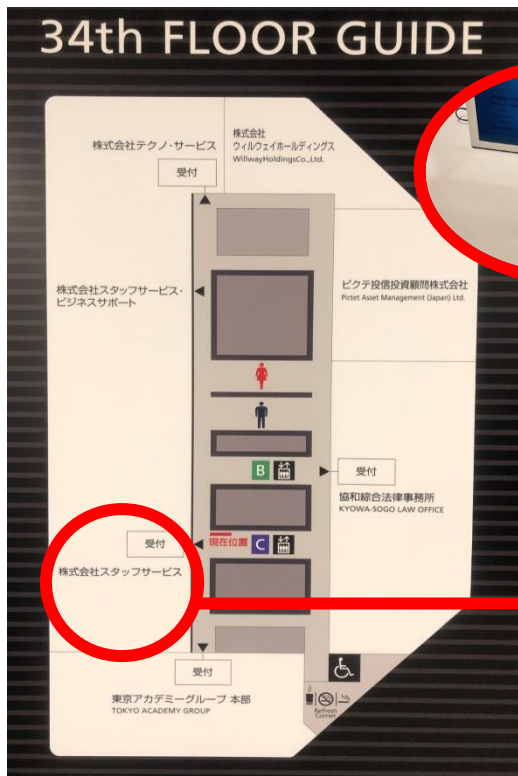 34th FLOOR GUIDE
株式会社テクノ・サービス
受付
株式会社
ウィルウェイホールディングス
WillwayHoldingsCo.,Ltd.
株式会社スタッフサービス・
ビジネスサポート
ピクテ投信投資顧問株式会社
Pictet Asset Management (Japan) Ltd.
B
受付
協和綜合法律事務所
KYOWA-SOGO LAW OFFICE
受付
現在位置
C
株式会社スタッフサービス
受付
東京アカデミーグループ 本部
TOKYO ACADEMY GROUP
Refresh
Corner